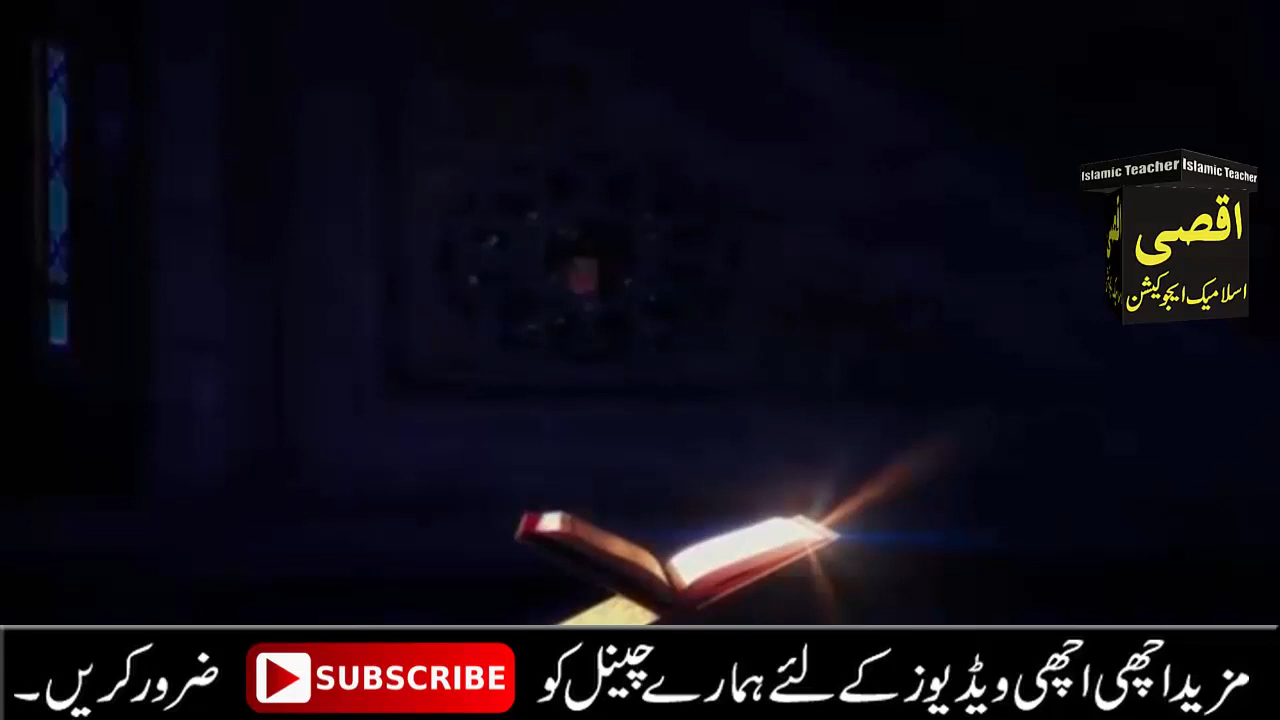 Islamic Teacher Islamic Teacher
اقصی
اسلامیک ایجوکیشن
مزید اچھی اچھی ویڈیوز کے لئے ہمارے چینل کو SUBSCRIBE ضرور کریں۔